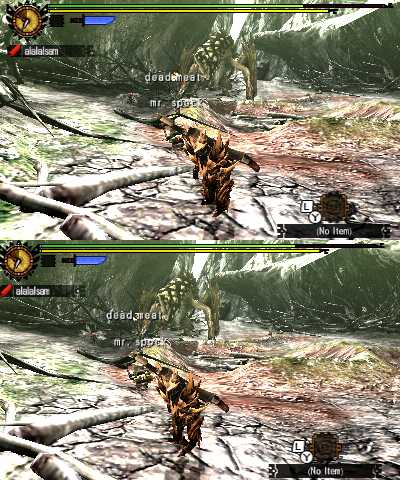 alalalsam
dead meat
mr. spock
L
Y
(No Item)
alalalsam
dead meat
mr. spock
L
Y
(No Item)